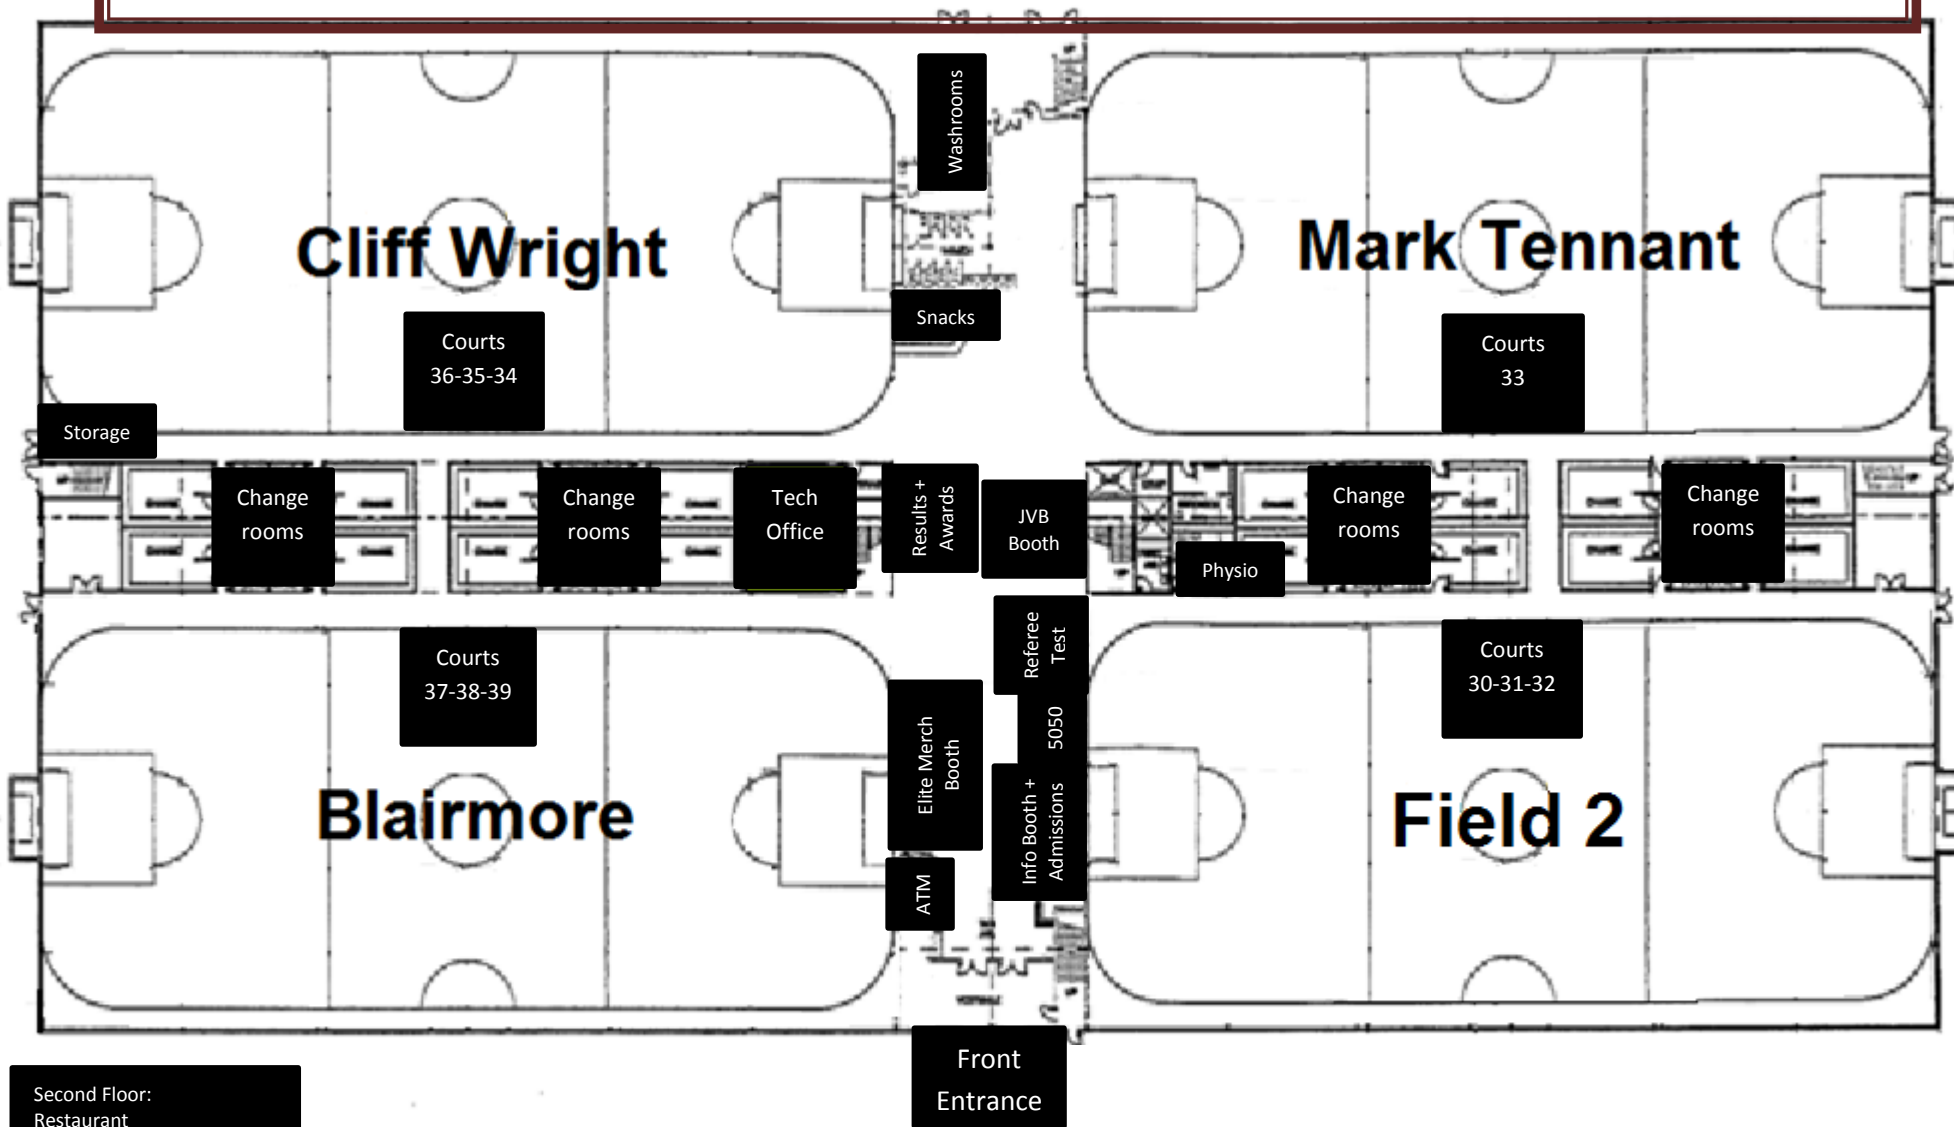 Washrooms
Cliff Wright
Mark Tennant
Snacks
Courts
36-35-34
Courts
33
Storage
Change
rooms
Change
rooms
Tech
Office
Results +
Awards
JVB
Booth
Physio
Change
rooms
Change
rooms
Courts
37-38-39
Referee
Test
Courts
30-31-32
Elite Merch
Booth
5050
Info Booth +
Admissions
Blairmore
Field 2
ATM
Front
Entrance
Second Floor:
Restaurant